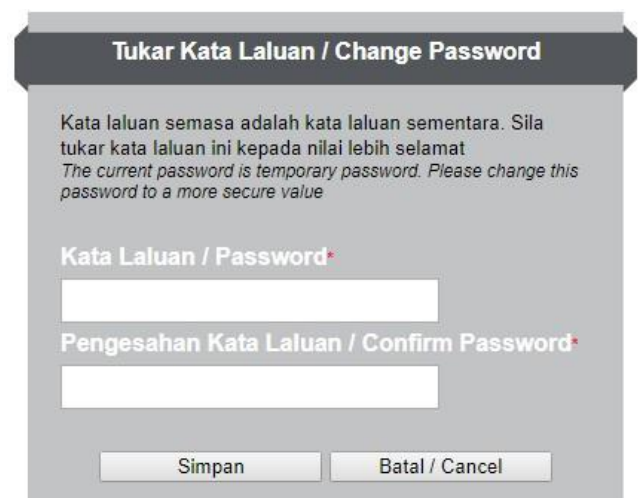 Tukar Kata Laluan / Change Password
Kata laluan semasa adalah kata laluan sementara. Sila
tukar kata laluan ini kepada nilai lebih selamat
The current password is temporary password. Please change this
password to a more secure value
Kata Laluan / Password*
Pengesahan Kata Laluan / Confirm Password*
Simpan Batal / Cancel